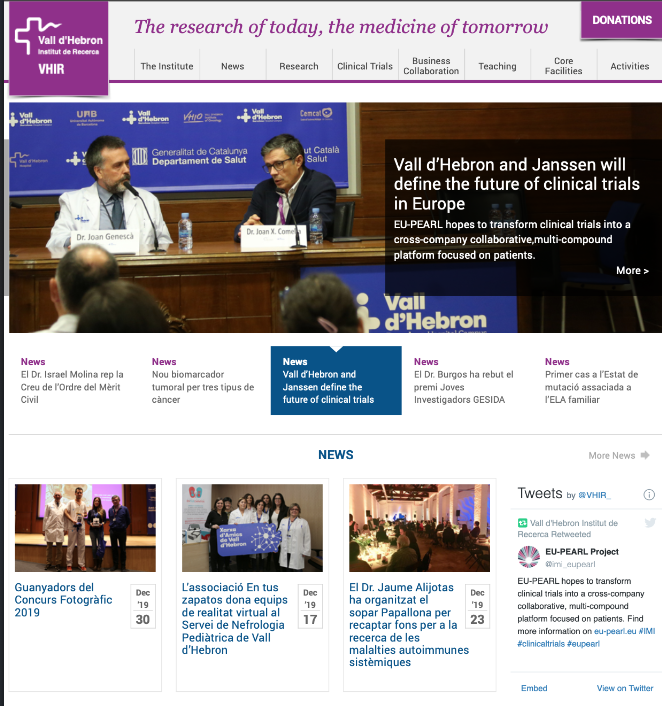 Vall d'Hebron
Institut de Recerca
VHIR
The research of today, the medicine of tomorrow
DONATIONS
The Institute
News
Research
Clinical Trials
Business
Collaboration
Teaching
Core
Facilities
Activities
Vall
d'Hebron
UAB
Vall
d'Hebron
VHIO
Vall
d'Hebron
Cemcat
Generalitat de Catalunya
Departament de Salut
Institut Català
Salut
Dr. Joan Genescà
Dr. Joan X. Comella
Vall
d'Hebron
Vall d'Hebron and Janssen will
define the future of clinical trials
in Europe
EU-PEARL hopes to transform clinical trials into a
cross-company collaborative,multi-compound
platform focused on patients.
More >
News
El Dr. Israel Molina rep la
Creu de l'Ordre del Mèrit
Civil
News
Nou biomarcador
tumoral per tres tipus de
càncer
News
Vall d'Hebron and
Janssen define the
future of clinical trials
News
El Dr. Burgos ha rebut el
premi Joves
Investigadors GESIDA
News
Primer cas a l'Estat de
mutació assaciada a
l'ELA familiar
NEWS
More News
Guanyadors del
Concurs Fotogràfic
2019
Dec
'19
30
Xarxa
d'Amics de
Vall d'Hebron
L'associació En tus
zapatos dona equips
de realitat virtual al
Servei de Nefrologia
Pediàtrica de Vall
d'Hebron
Dec
'19
17
El Dr. Jaume Alijotas
ha organitzat el
sopar Papallona per
recaptar fons per a la
recerca de les
malalties autoimmunes
sistèmiques
Dec
'19
23
Tweets by @VHIR_
Vall d'Hebron Institut de
Recerca Retweeted
EU-PEARL Project
@imi_eupearl
EU-PEARL hopes to transform
clinical trials into a cross-company
collaborative, multi-compound
platform focused on patients. Find
more information on eu-pearl.eu #IMI
#clinicaltrials #eupearl
Embed
View on Twitter